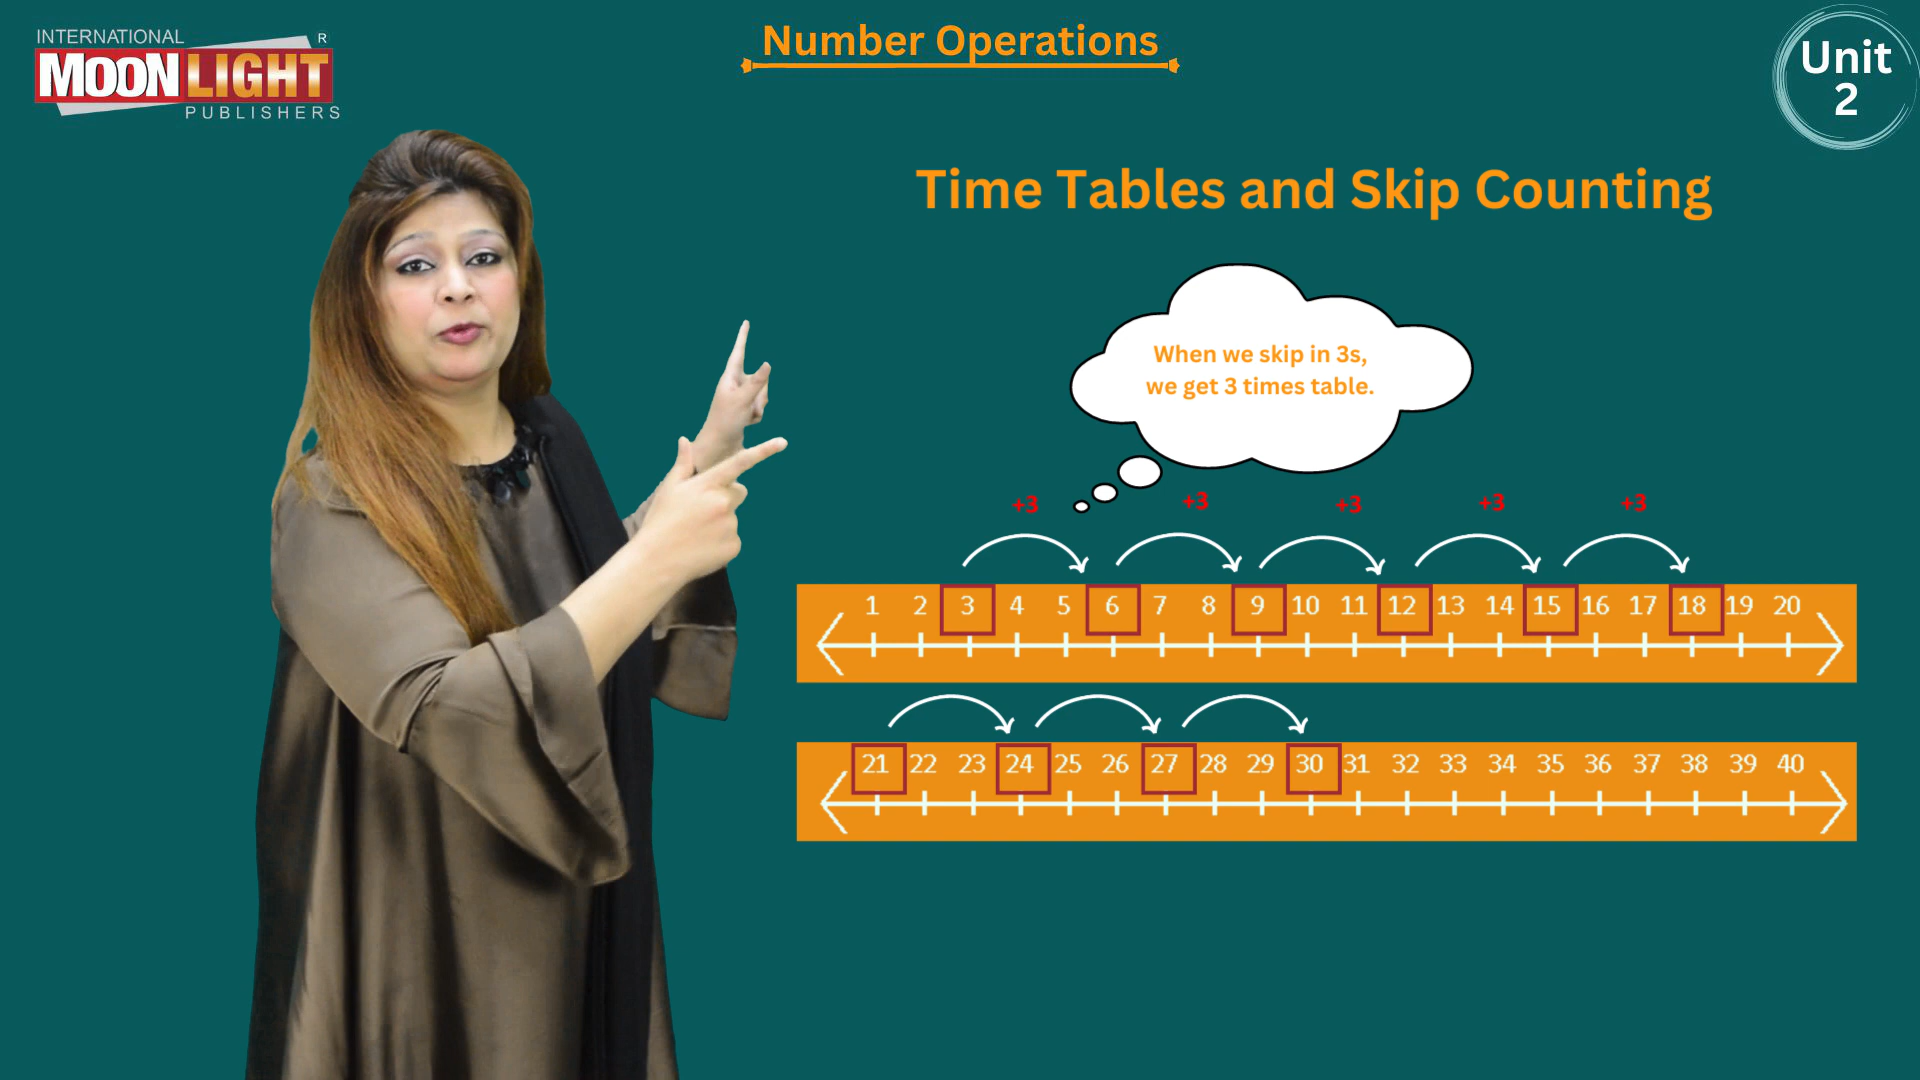 INTERNATIONAL
R
MOONLIGHT
PUBLISHERS
Number Operations
Unit
2
Time Tables and Skip Counting
When we skip in 3s,
we get 3 times table.
+3 +3 +3 +3 +3
1 2 3 4 5 6 7 8 9 10 11 12 13 14 15 16 17 18 19 20
21 22 23 24 25 26 27 28 29 30 31 32 33 34 35 36 37 38 39 40